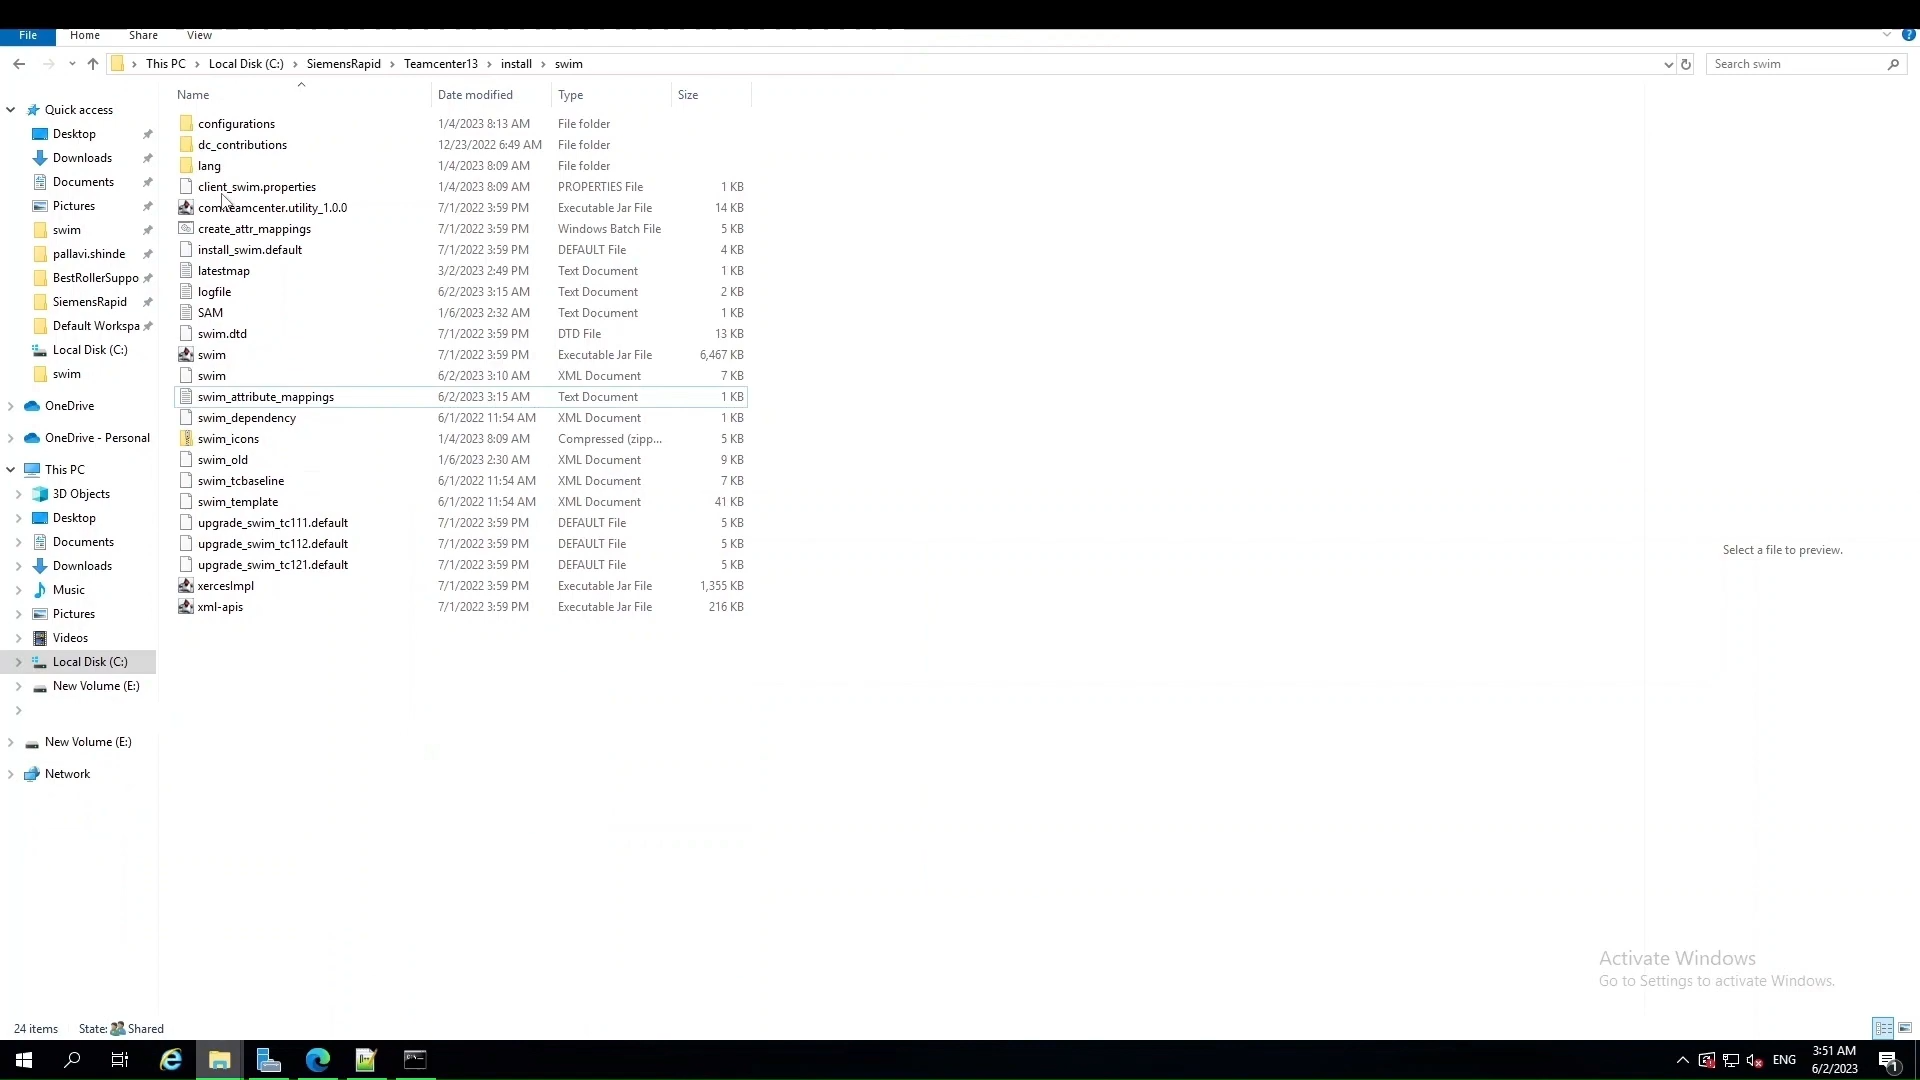 File Home Share View
This PC Local Disk (C:) SiemensRapid Teamcenter13 install swim Search swim
Name Date modified Type Size
Quick access
Desktop
Downloads
Documents
Pictures
swim
pallavi.shinde
BestRollerSuppo
SiemensRapid
Default Workspa
Local Disk (C:)
swim
OneDrive
OneDrive - Personal
This PC
3D Objects
Desktop
Documents
Downloads
Music
Pictures
Videos
Local Disk (C:)
New Volume (E:)
New Volume (E:)
Network
configurations 1/4/2023 8:13 AM File folder
dc_contributions 12/23/2022 6:49 AM File folder
lang 1/4/2023 8:09 AM File folder
client_swim.properties 1/4/2023 8:09 AM PROPERTIES File 1 KB
com.teamcenter.utility_1.0.0 7/1/2022 3:59 PM Executable Jar File 14 KB
create_attr_mappings 7/1/2022 3:59 PM Windows Batch File 5 KB
install_swim.default 7/1/2022 3:59 PM DEFAULT File 4 KB
latestmap 3/2/2023 2:49 PM Text Document 1 KB
logfile 6/2/2023 3:15 AM Text Document 2 KB
SAM 1/6/2023 2:32 AM Text Document 1 KB
swim.dtd 7/1/2022 3:59 PM DTD File 13 KB
swim 7/1/2022 3:59 PM Executable Jar File 6,467 KB
swim 6/2/2023 3:10 AM XML Document 7 KB
swim_attribute_mappings 6/2/2023 3:15 AM Text Document 1 KB
swim_dependency 6/1/2022 11:54 AM XML Document 1 KB
swim_icons 1/4/2023 8:09 AM Compressed (zipp... 5 KB
swim_old 1/6/2023 2:30 AM XML Document 9 KB
swim_tcbaseline 6/1/2022 11:54 AM XML Document 7 KB
swim_template 6/1/2022 11:54 AM XML Document 41 KB
upgrade_swim_tc111.default 7/1/2022 3:59 PM DEFAULT File 5 KB
upgrade_swim_tc112.default 7/1/2022 3:59 PM DEFAULT File 5 KB
upgrade_swim_tc121.default 7/1/2022 3:59 PM DEFAULT File 5 KB
xercesImpl 7/1/2022 3:59 PM Executable Jar File 1,355 KB
xml-apis 7/1/2022 3:59 PM Executable Jar File 216 KB
Select a file to preview.
Activate Windows
Go to Settings to activate Windows.
24 items State: Shared
ENG
3:51 AM
6/2/2023
1